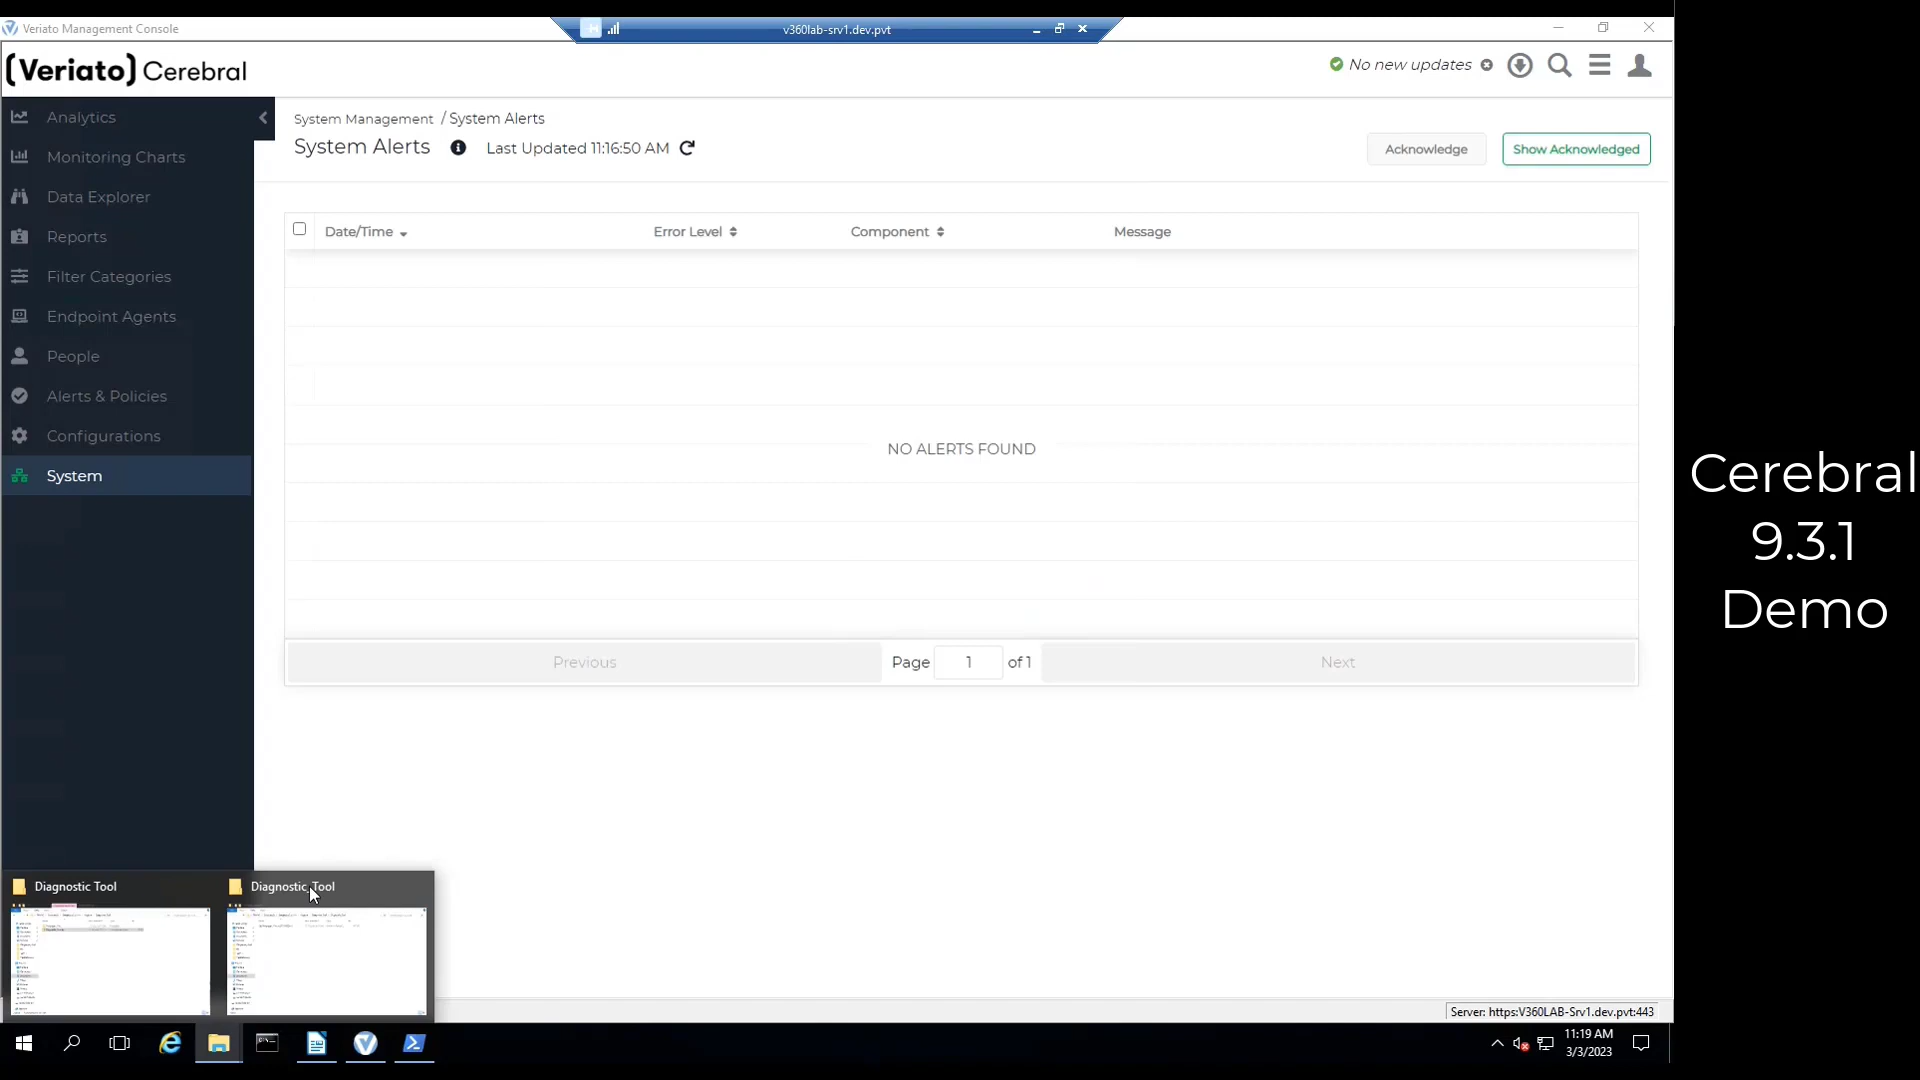 Veriato Management Console
v360lab-srv1.dev.pvt
(Veriato) Cerebral
No new updates
Analytics
Monitoring Charts
Data Explorer
Reports
Filter Categories
Endpoint Agents
People
Alerts & Policies
Configurations
System
System Management / System Alerts
System Alerts
Last Updated 11:16:50 AM
Acknowledge
Show Acknowledged
Date/Time
Error Level
Component
Message
NO ALERTS FOUND
Previous
Page 1 of 1
Next
Cerebral
9.3.1
Demo
Diagnostic Tool
Diagnostic Tool
Server: https:V360LAB-Srv1.dev.pvt:443
11:19 AM
3/3/2023